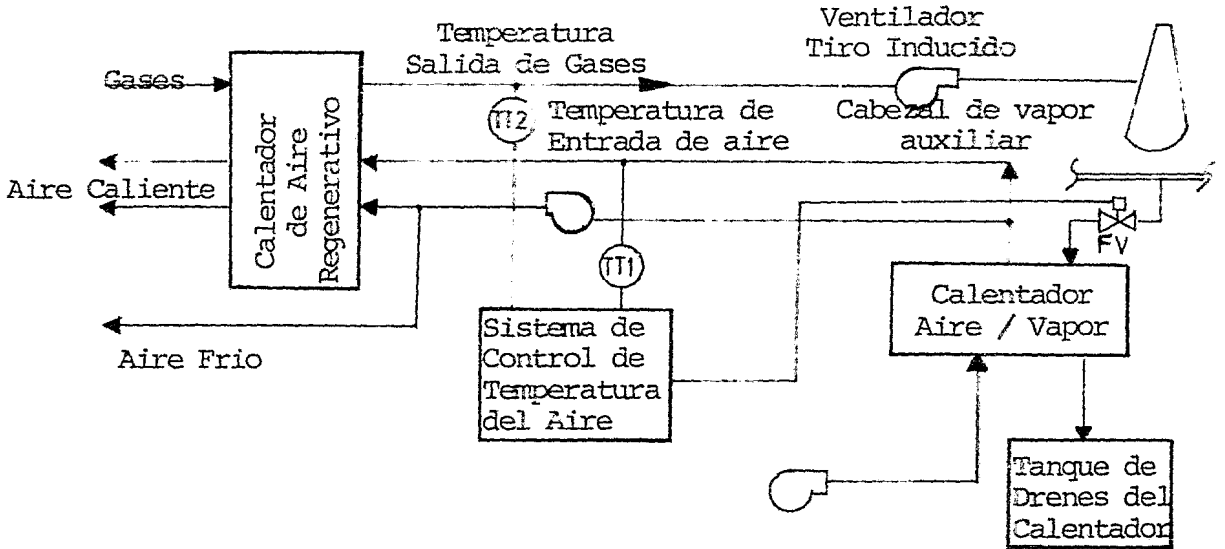 Ventilador
Tiro Inducido
Temperatura
Salida de Gases
Gases
TT2
Temperatura de
Entrada de aire
Cabezal de vapor
auxiliar
Calentador
de Aire
Regenerativo
Aire Caliente
TT1
FV
Calentador
Aire / Vapor
Aire Frio
Sistema de
Control de
Temperatura
del Aire
Tanque de
Drenes del
Calentador